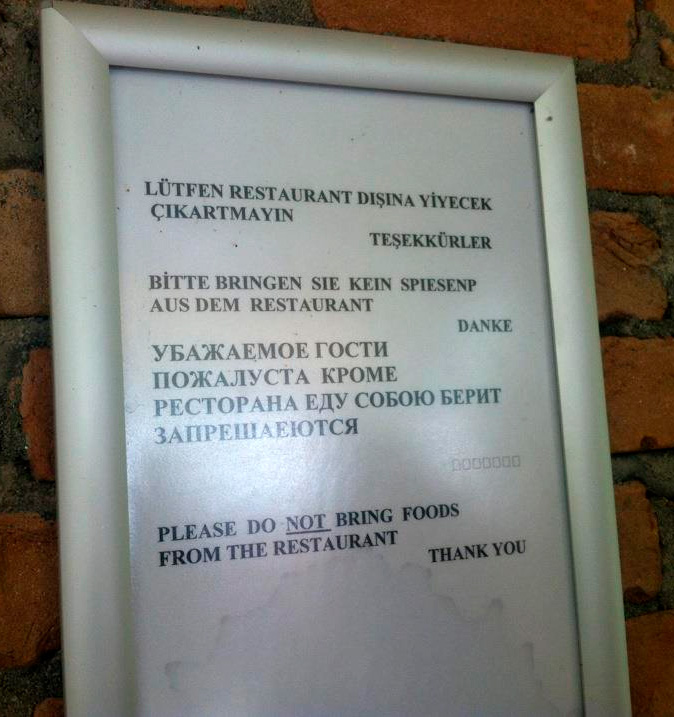 LÜTFEN RESTAURANT DIŞINA YİYECEK
ÇIKARTMAYIN
TEŞEKKÜRLER
BİTTE BRINGEN SIE KEIN SPIESENP
AUS DEM RESTAURANT
DANKE
УБАЖАЕМОЕ ГОСТИ
ПОЖАЛУСТА КРОМЕ
РЕСТОРАНА ЕДУ СОБОЮ БЕРИТ
ЗАПРЕШАЕЮТСЯ
▯▯▯▯▯▯▯
PLEASE DO NOT BRING FOODS
FROM THE RESTAURANT
THANK YOU